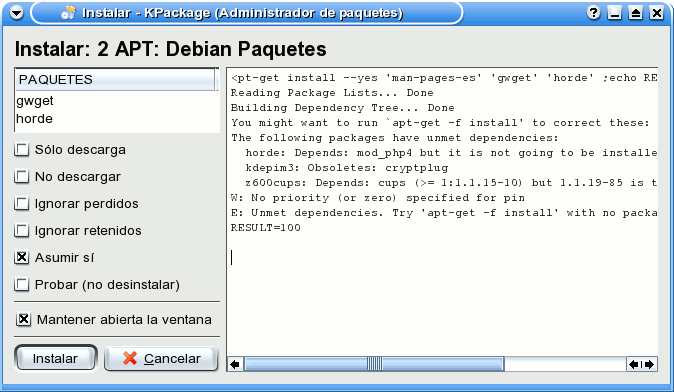 Instalar - KPackage (Administrador de paquetes)
Instalar: 2 APT: Debian Paquetes
PAQUETES
gwget
horde
Sólo descarga
No descargar
Ignorar perdidos
Ignorar retenidos
Asumir sí
Probar (no desinstalar)
Mantener abierta la ventana
Instalar
Cancelar
<pt-get install --yes 'man-pages-es' 'gwget' 'horde' ;echo RE
Reading Package Lists... Done
Building Dependency Tree... Done
You might want to run `apt-get -f install' to correct these:
The following packages have unmet dependencies:
horde: Depends: mod_php4 but it is not going to be installe
kdepim3: Obsoletes: cryptplug
z600cups: Depends: cups (>= 1:1.1.15-10) but 1.1.19-85 is t
W: No priority (or zero) specified for pin
E: Unmet dependencies. Try 'apt-get -f install' with no packa
RESULT=100